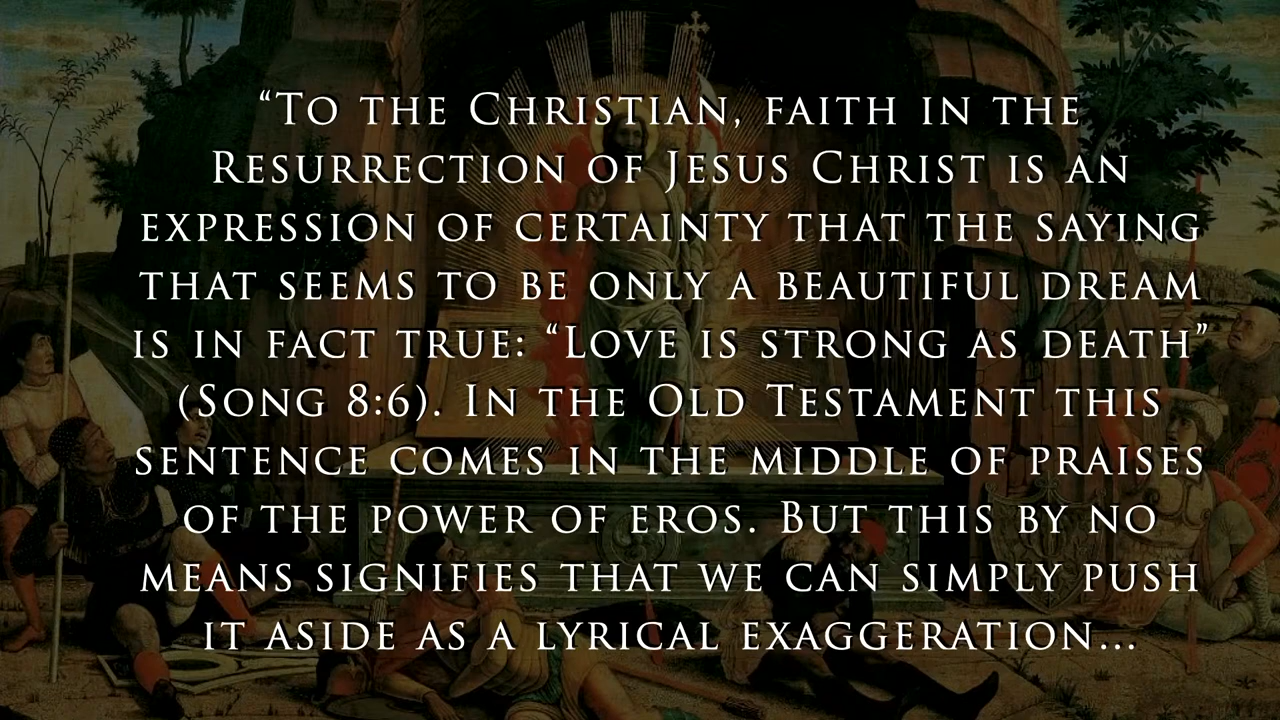 “To the Christian, faith in the
Resurrection of Jesus Christ is an
expression of certainty that the saying
that seems to be only a beautiful dream
is in fact true: “Love is strong as death”
(Song 8:6). In the Old Testament this
sentence comes in the middle of praises
of the power of eros. But this by no
means signifies that we can simply push
it aside as a lyrical exaggeration...